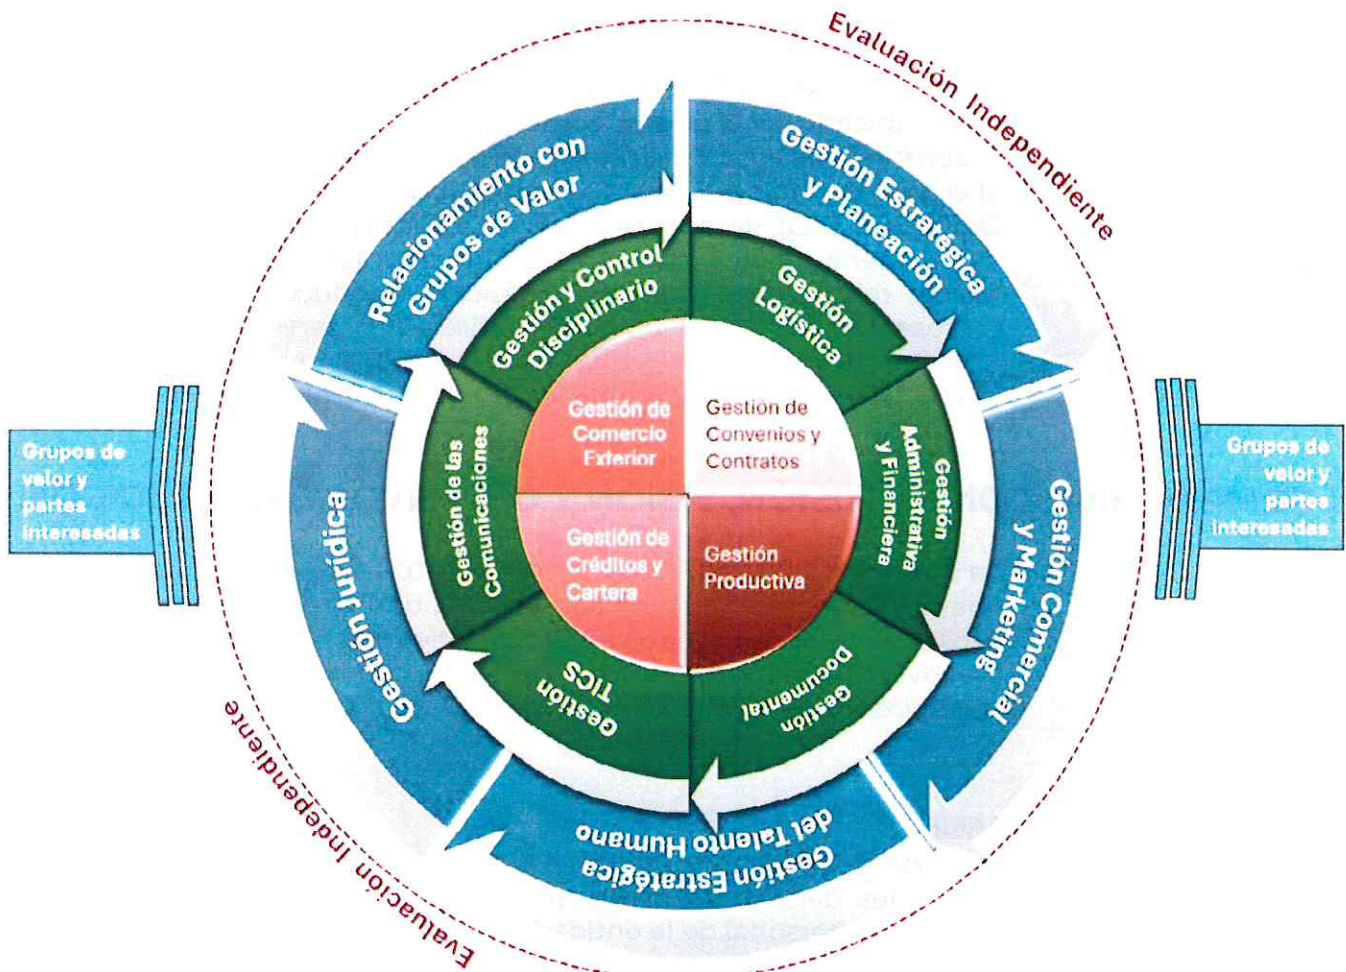 Evaluación Independiente
Relacionamiento con
Grupos de Valor
Gestión Estratégica
y Planeación
Gestión y Control
Disciplinario
Gestión
Logística
Gestión de
Comercio
Exterior
Gestión de
Convenios y
Contratos
Gestión
Administrativa
y Financiera
Grupos de
valor y
partes
interesadas
Grupos de
valor y
partes
interesadas
Gestión Jurídica
Gestión de las
Comunicaciones
Gestión de
Créditos y
Cartera
Gestión
Productiva
Gestión Comercial
y Marketing
Gestión
TICS
Gestión
Documental
Gestión Estratégica
del Talento Humano
Evaluación Independiente